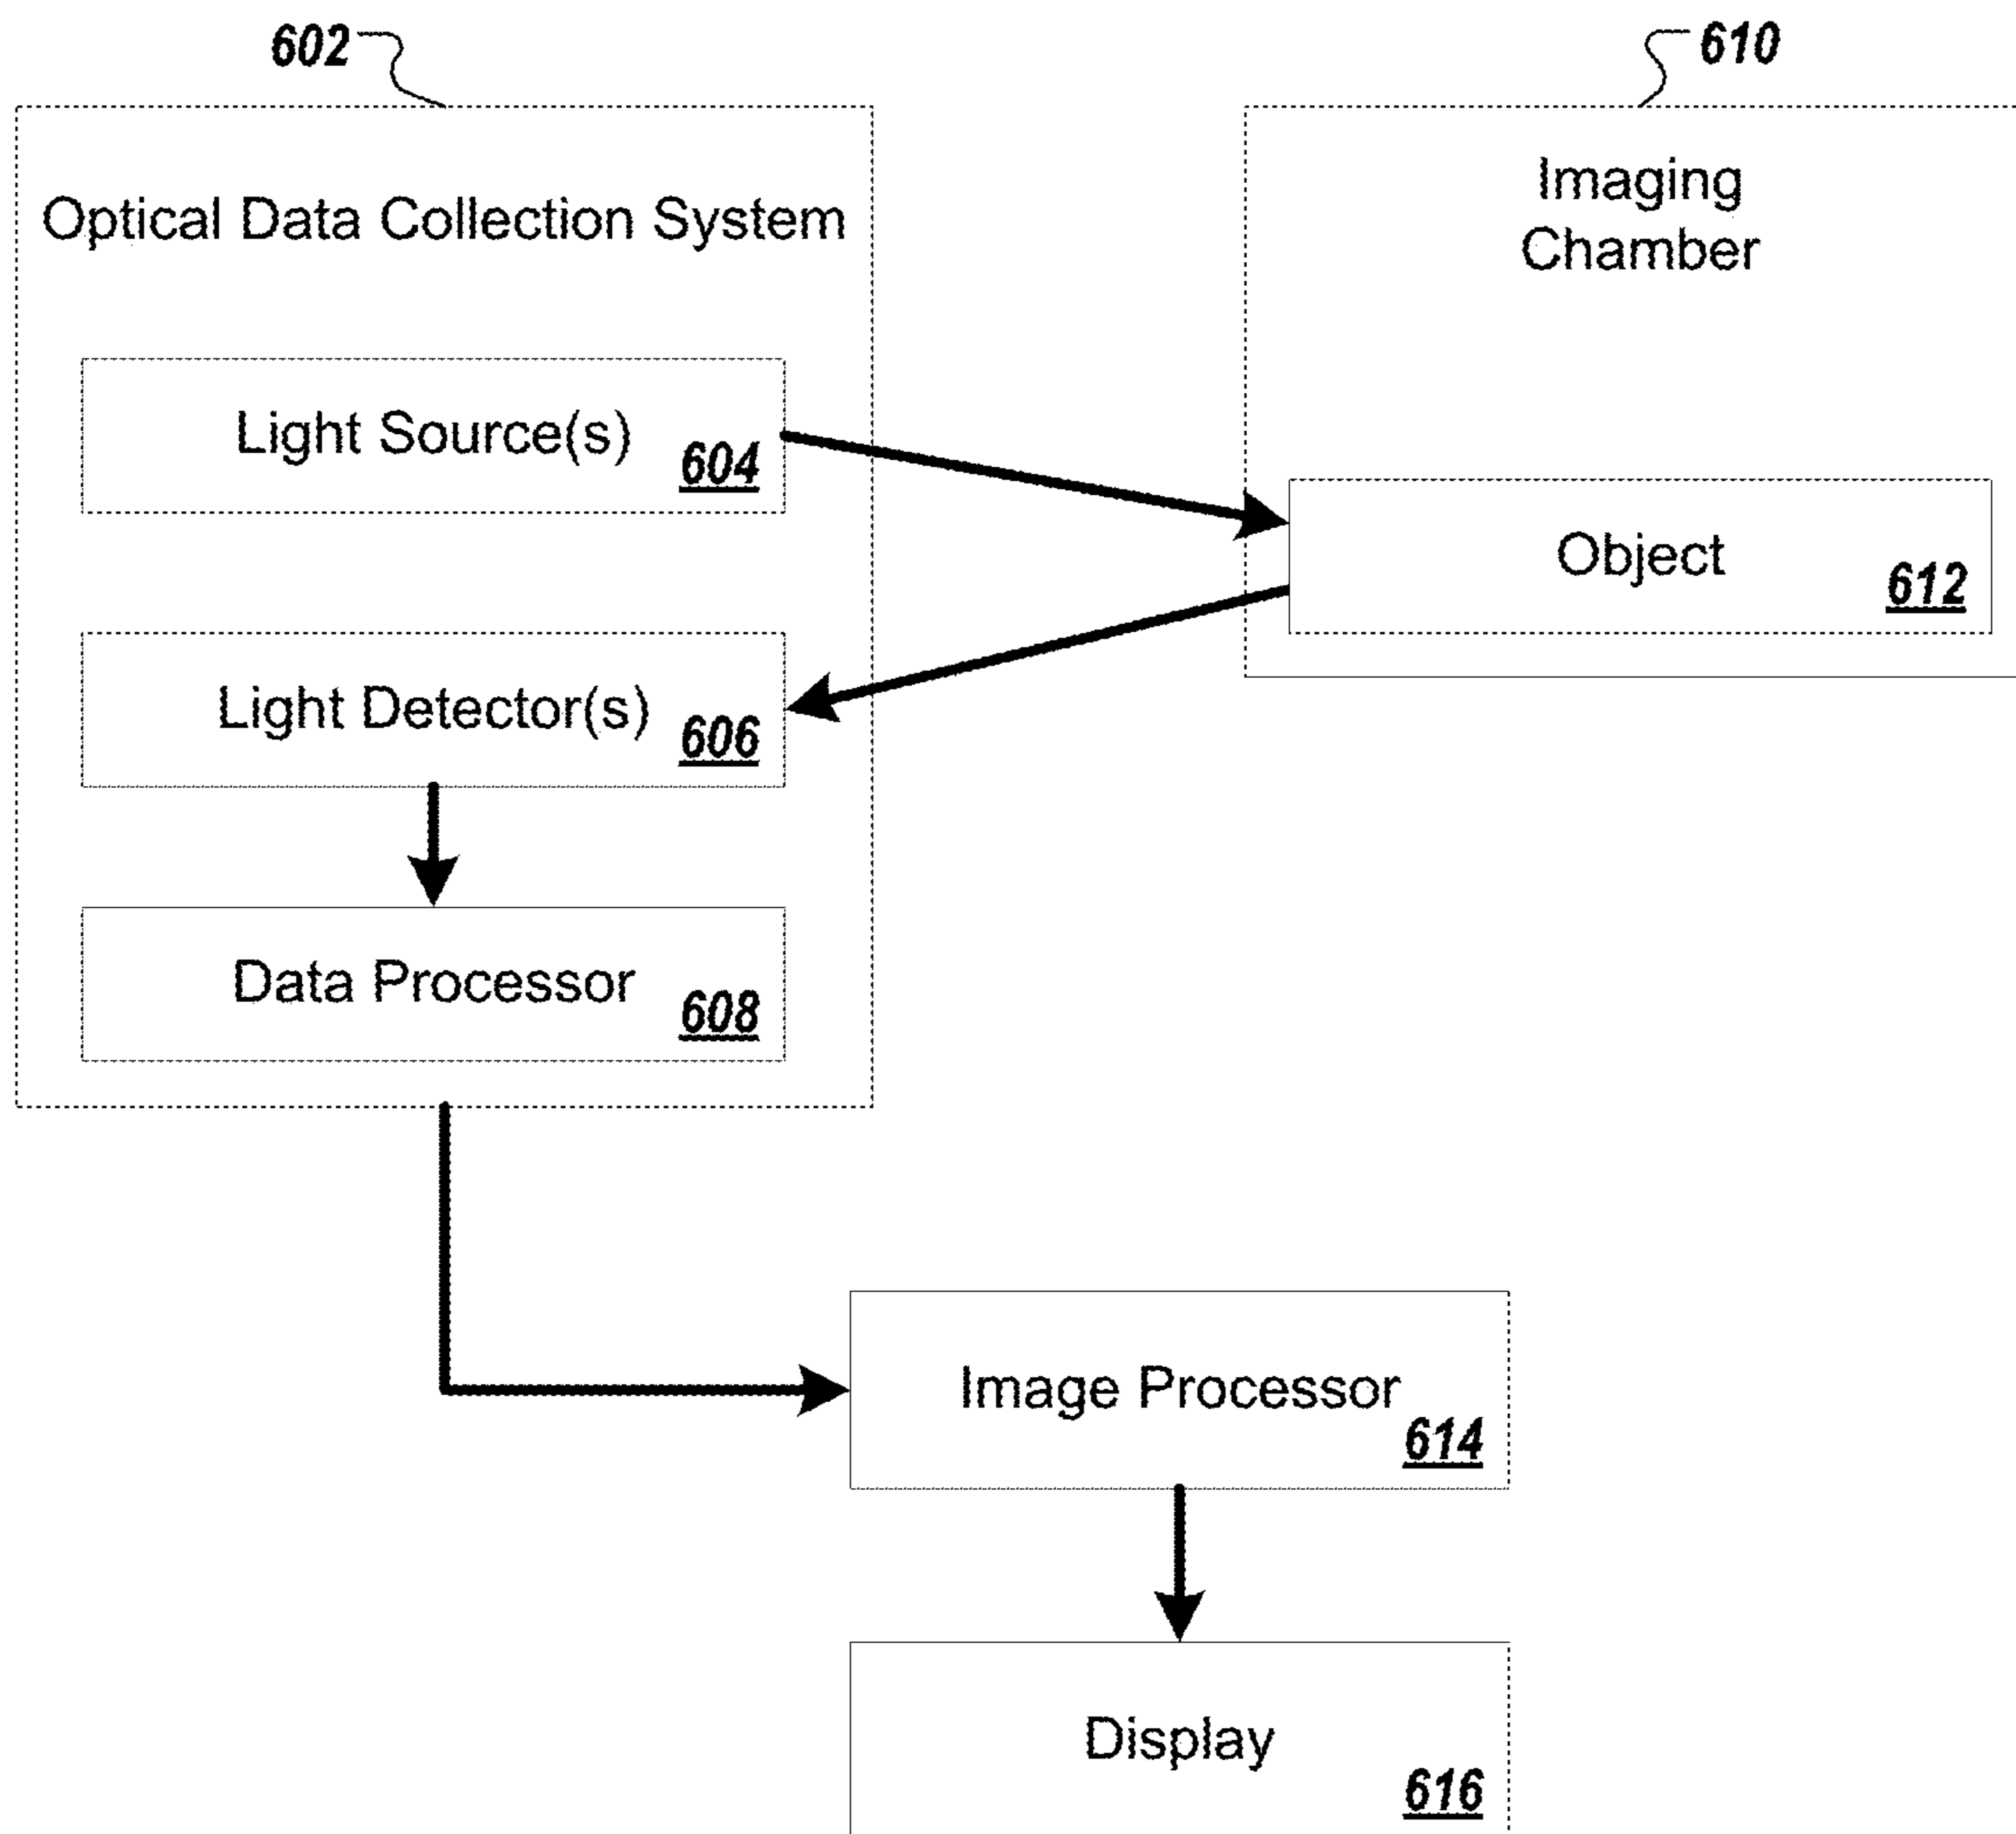 602
610
Optical Data Collection System
Imaging
Chamber
Light Source(s)
604
Object
612
Light Detector(s)
606
Data Processor
608
Image Processor
614
Display
616